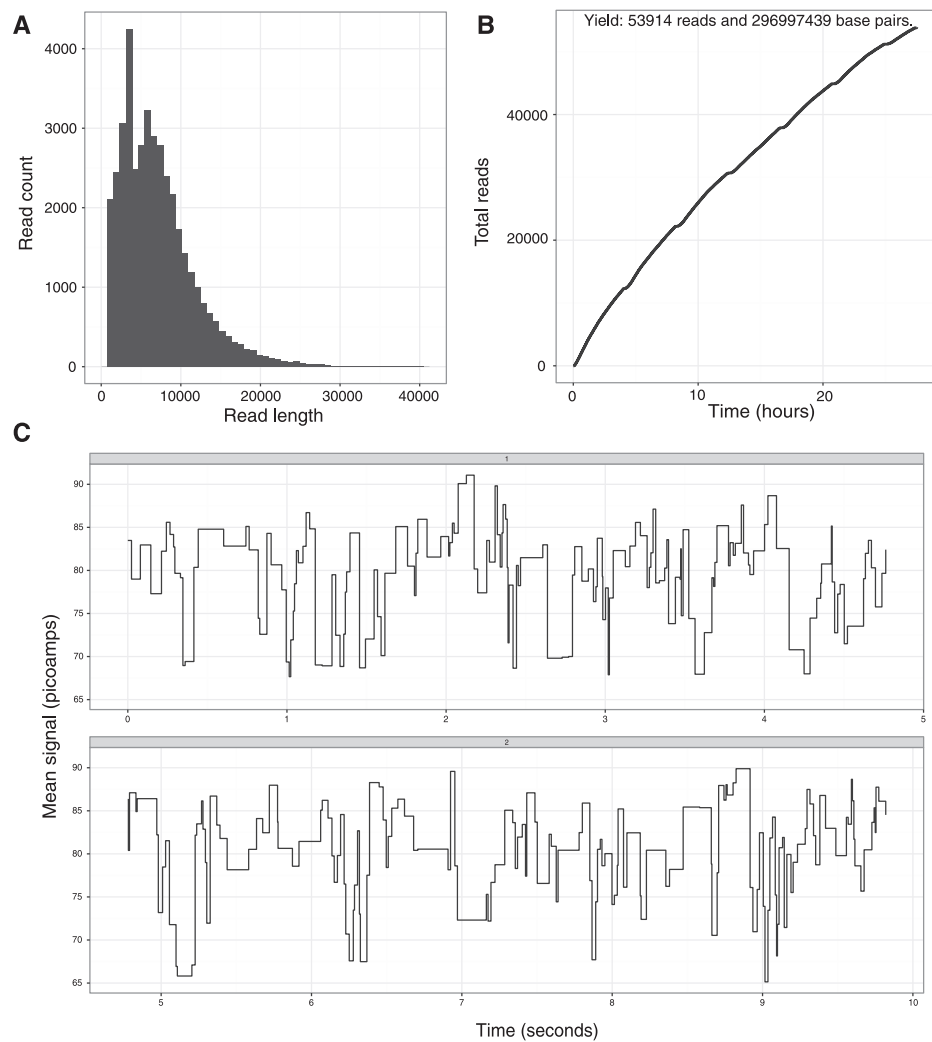 A
4000
3000
2000
1000
0
Read count
0 10000 20000 30000 40000
Read length
B
Yield: 53914 reads and 296997439 base pairs.
40000
20000
0
Total reads
0 10 20
Time (hours)
C
1
90
85
80
75
70
65
0 1 2 3 4 5
Mean signal (picoamps)
2
90
85
80
75
70
65
5 6 7 8 9 10
Time (seconds)